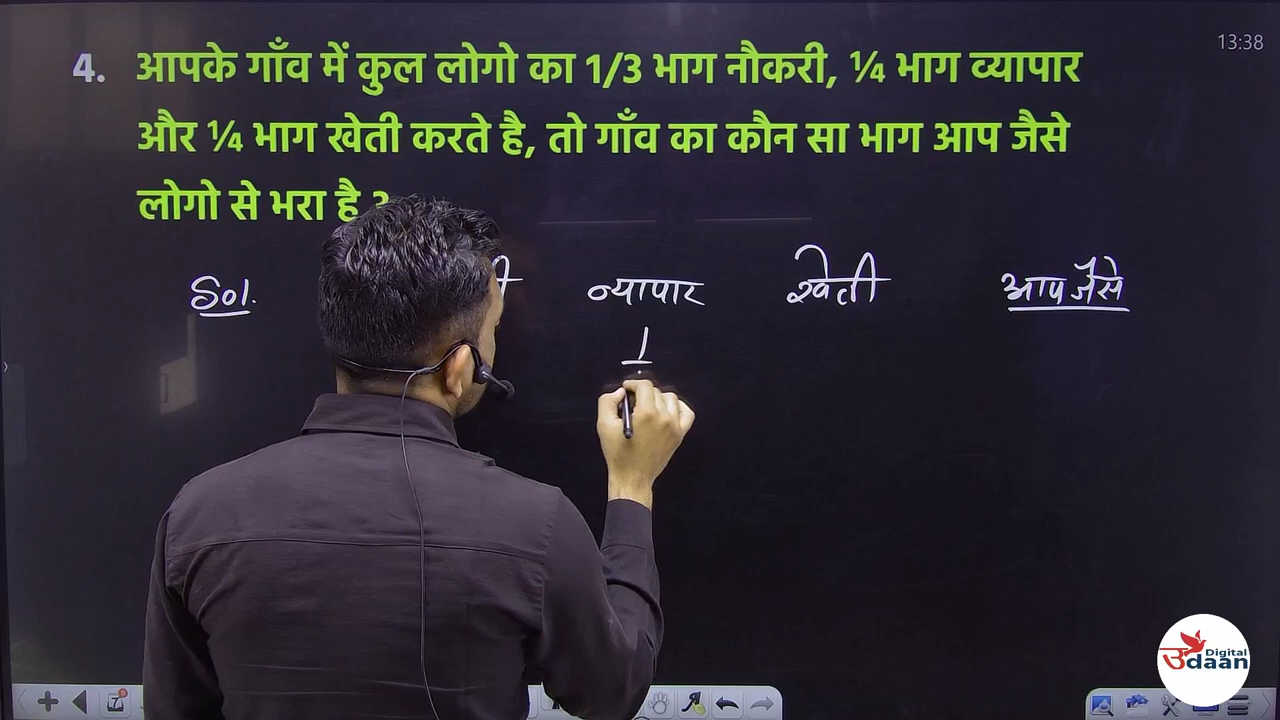 13:38
4. आपके गाँव में कुल लोगो का 1/3 भाग नौकरी, ¼ भाग व्यापार
और ¼ भाग खेती करते है, तो गाँव का कौन सा भाग आप जैसे
लोगो से भरा है ?
Sol. व्यापार खेती आप जैसे
1
Digital
उdaan